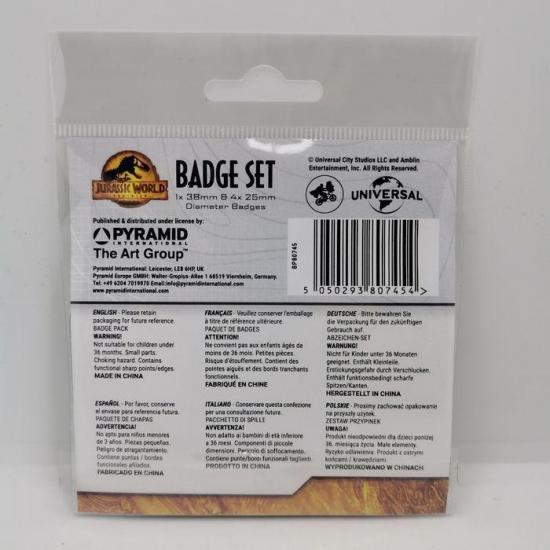 JURASSIC WORLD
DOMINION
BADGE SET
1x 38mm & 4x 25mm
Diameter Badges
© Universal City Studios LLC and Amblin
Entertainment, Inc. All Rights Reserved.
UNIVERSAL
Published & distributed under license by:
PYRAMID
INTERNATIONAL
The Art Group™
Pyramid International: Leicester, LE8 6HP, UK
Pyramid Europe GMBH: Walter-Gropius-Allee 1 68519 Viernheim, Germany.
Tel: +49 6204 7019970 Email:info@pyramidinternational.com
www.pyramidinternational.com
BP80745
5 050293 807454 >
ENGLISH - Please retain
packaging for future reference.
BADGE PACK
WARNING!
Not suitable for children under
36 months. Small parts.
Choking hazard. Contains
functional sharp points/edges.
MADE IN CHINA
FRANÇAIS - Veuillez conserver l'emballage
à titre de référence ultérieure.
PAQUET DE BADGES
ATTENTION!
Ne convient pas aux enfants âgés de
moins de 36 mois. Petites pièces.
Risque d'étouffement. Contient des
pointes aiguës et des bords tranchants
fonctionnels.
FABRIQUÉ EN CHINE
DEUTSCHE - Bitte bewahren Sie
die Verpackung für den zukünftigen
Gebrauch auf.
ABZEICHEN-SET
WARNUNG!
Nicht für Kinder unter 36 Monaten
geeignet. Enthält Kleinteile.
Erstickungsgefahr durch Verschlucken.
Enthält funktionsbedingt scharfe
Spitzen/Kanten.
HERGESTELLT IN CHINA
ESPAÑOL - Por favor, conserve
el envase para referencia futura.
PAQUETE DE CHAPAS
ADVERTENCIA!
No apto para niños menores
de 3 años. Piezas pequeñas.
Peligro de atragantamiento.
Contiene puntas / bordes
funcionales afilados.
FABRICADO EN CHINA
ITALIANO - Conservare questa confezione
per una consultazione futura.
PACCHETTO DI SPILLE
AVVERTENZA!
Non adatto ai bambini di età inferiore
a 36 mesi. Componenti di piccole
dimensioni. Pericolo di soffocamento.
Contiene punte/bordi funzionali taglienti.
PRODOTTO IN CHINA
POLSKIE - Prosimy zachować opakowanie
na przyszły użytek.
ZESTAW PRZYPINEK
UWAGA!
Produkt nieodpowiedni dla dzieci poniżej
36. miesiąca życia. Małe elementy.
Ryzyko odławienia. Produkt z ostrymi
końcami / krawędziami.
WYPRODUKOWANO W CHINACH